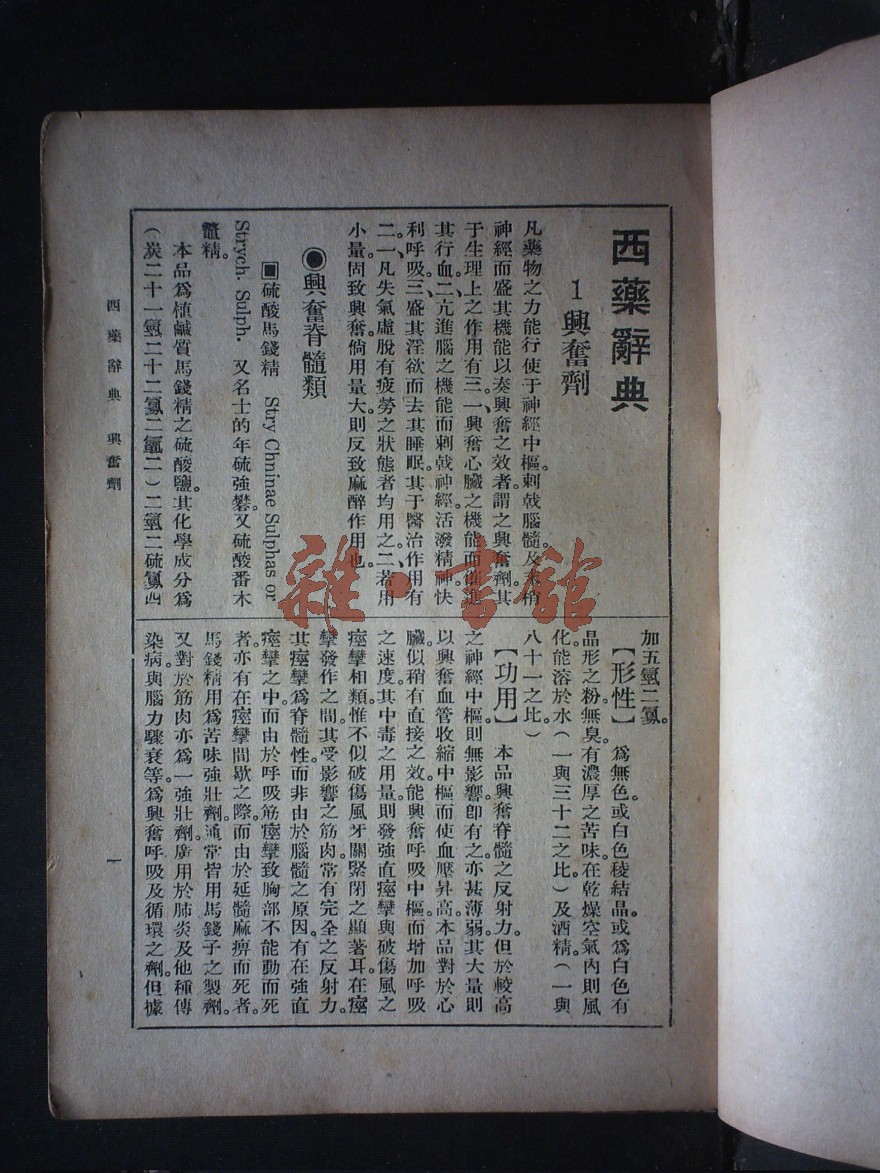 西藥辭典
1 興奮劑
凡藥物之力能行使于神經中樞。刺戟腦髓及末梢
神經而盛其機能以奏興奮之效者。謂之興奮劑。其
于生理上之作用有三。一、興奮心臟之機能而催進
其行血。二、亢進腦之機能而刺戟神經。活潑精神。快
利呼吸。三、盛其淫欲而去其睡眠。其于醫治作用有
二。一、凡失氣虛脫有疲勞之狀態者均用之。二、若用
小量。固致興奮。倘用量大。則反致麻醉作用也。
◉興奮脊髓類
▣硫酸馬錢精 Stry Chninae Sulphas or
Strych. Sulph. 又名士的年硫強礬。又硫酸番木
鼈精。
本品爲植鹹質馬錢精之硫酸鹽。其化學成分爲
(炭二十一氫二十二氮二氧二)二氫二硫氧四
加五氫二氧。
【形性】 爲無色。或白色稜結晶。或爲白色有
晶形之粉。無臭。有濃厚之苦味。在乾燥空氣內則風
化。能溶於水(一與三十二之比)及酒精。(一與
八十一之比)
【功用】 本品興奮脊髓之反射力。但於較高
之神經中樞。則無影響。卽有之。亦甚薄弱。其大量則
以興奮血管收縮中樞。而使血壓昇高。本品對於心
臟。似稍有直接之效。能興奮呼吸中樞。而增加呼吸
之速度。其中毒之用量。則發強直痙攣。與破傷風之
痙攣相類。惟不似破傷風牙關緊閉之顯著耳。在痙
攣發作之間。其受影響之筋肉。常有完全之反射力。
其痙攣爲脊髓性。而非由於腦髓之原因。有在強直
痙攣之中。而由於呼吸筋痙攣致胸部不能動而死
者。亦有在痙攣間歇之際。而由於延髓麻痹而死者。
馬錢精用爲苦味強壯劑。通常皆用馬錢子之製劑。
又對於筋肉亦爲一強壯劑。廣用於肺炎及他種傳
染病與腦力驟衰等。爲興奮呼吸及循環之劑。但據
西藥辭典 興奮劑
一
雜·書館